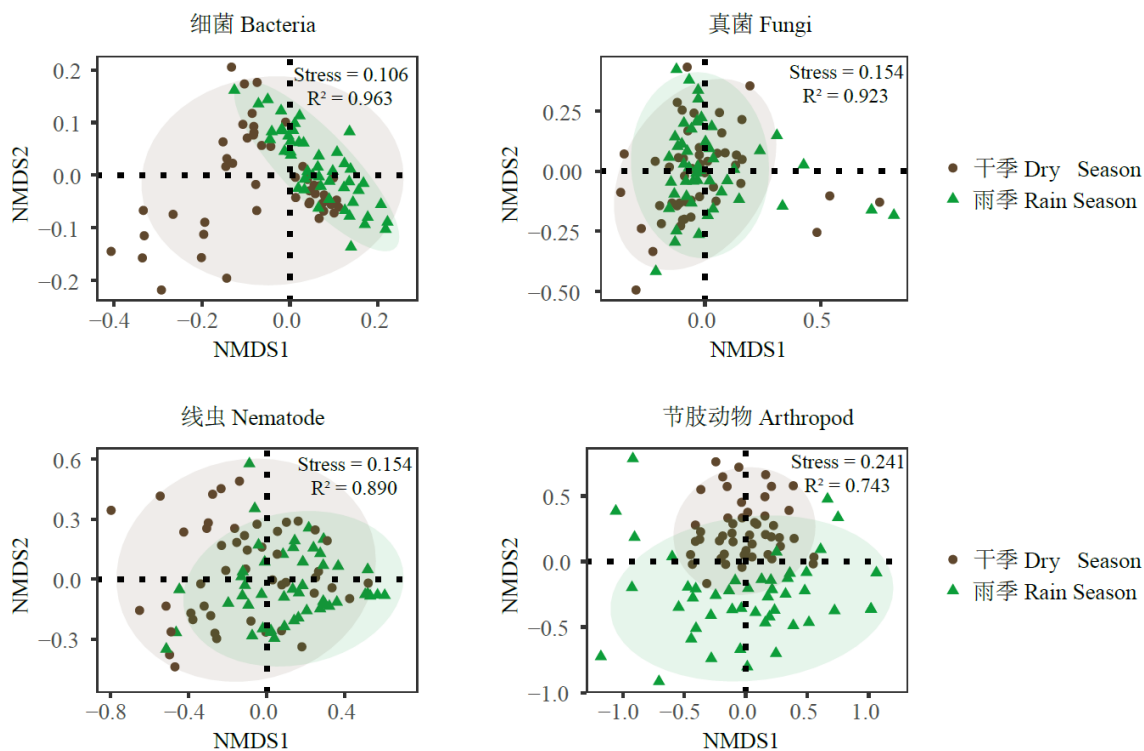 细菌 Bacteria
Stress = 0.106
R² = 0.963
0.2
0.1
0.0
−0.1
−0.2
NMDS2
−0.4
−0.2
0.0
0.2
NMDS1
真菌 Fungi
Stress = 0.154
R² = 0.923
0.25
0.00
−0.25
−0.50
NMDS2
0.0
0.5
NMDS1
干季 Dry Season
雨季 Rain Season
线虫 Nematode
Stress = 0.154
R² = 0.890
0.6
0.3
0.0
−0.3
NMDS2
−0.8
−0.4
0.0
0.4
NMDS1
节肢动物 Arthropod
Stress = 0.241
R² = 0.743
0.5
0.0
−0.5
−1.0
NMDS2
−1.0
−0.5
0.0
0.5
1.0
NMDS1
干季 Dry Season
雨季 Rain Season